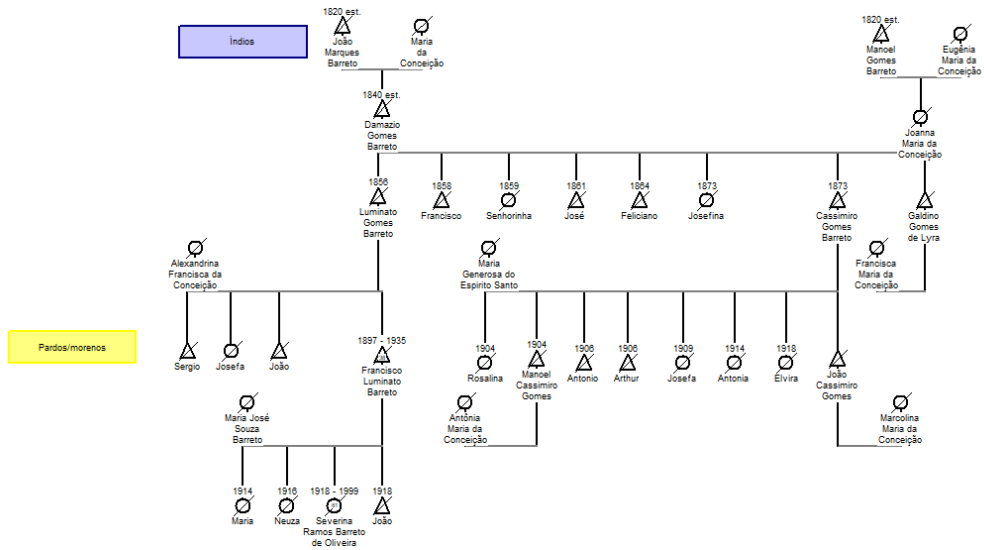 Índios
1820 est.
João
Marques
Barreto
Maria
da
Conceição
1820 est.
Manoel
Gomes
Barreto
Eugênia
Maria da
Conceição
1840 est.
Damazio
Gomes
Barreto
Joanna
Maria da
Conceição
1856
Luminato
Gomes
Barreto
1858
Francisco
1859
Senhorinha
1861
José
1864
Feliciano
1873
Josefina
1873
Cassimiro
Gomes
Barreto
Galdino
Gomes
de Lyra
Alexandrina
Francisca da
Conceição
Maria
Generosa do
Espirito Santo
Francisca
Maria da
Conceição
Pardos/morenos
Sergio
Josefa
João
1897 - 1935
Francisco
Luminato
Barreto
1904
Rosalina
1904
Manoel
Cassimiro
Gomes
1906
Antonio
1906
Arthur
1909
Josefa
1914
Antonia
1918
Elvira
João
Cassimiro
Gomes
Maria José
Souza
Barreto
Antônia
Maria da
Conceição
Marcolina
Maria da
Conceição
1914
Maria
1916
Neuza
1918 - 1999
Severina
Ramos Barreto
de Oliveira
1918
João